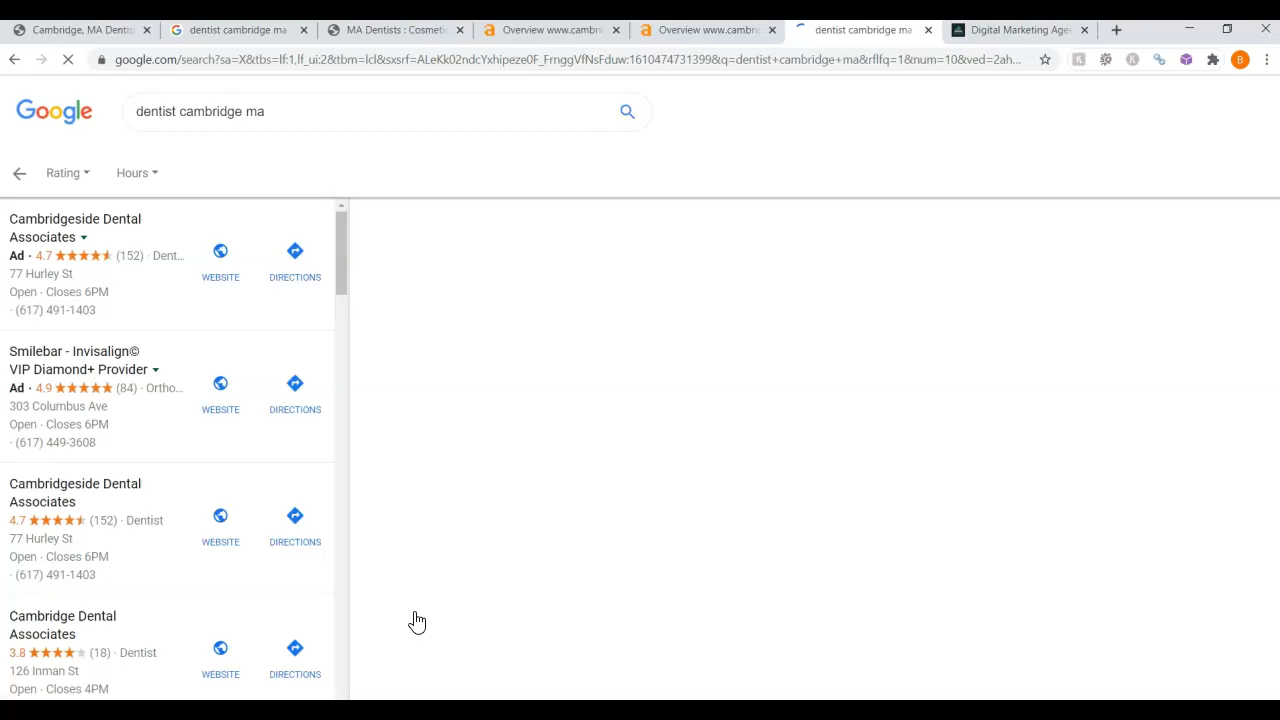 Cambridge, MA Dentis
dentist cambridge ma
MA Dentists : Cosmeti
Overview www.cambri
Overview www.cambri
dentist cambridge ma
Digital Marketing Age
google.com/search?sa=X&tbs=lf:1,lf_ui:2&tbm=lcl&sxsrf=ALeKk02ndcYxhipeze0F_FrnggVfNsFduw:1610474731399&q=dentist+cambridge+ma&rflfq=1&num=10&ved=2ah...
B
Google
dentist cambridge ma
Rating
Hours
Cambridgeside Dental
Associates
Ad · 4.7 (152) · Dent...
77 Hurley St
Open · Closes 6PM
· (617) 491-1403
WEBSITE
DIRECTIONS
Smilebar - Invisalign©
VIP Diamond+ Provider
Ad · 4.9 (84) · Ortho...
303 Columbus Ave
Open · Closes 6PM
· (617) 449-3608
WEBSITE
DIRECTIONS
Cambridgeside Dental
Associates
4.7 (152) · Dentist
77 Hurley St
Open · Closes 6PM
· (617) 491-1403
WEBSITE
DIRECTIONS
Cambridge Dental
Associates
3.8 (18) · Dentist
126 Inman St
Open · Closes 4PM
WEBSITE
DIRECTIONS